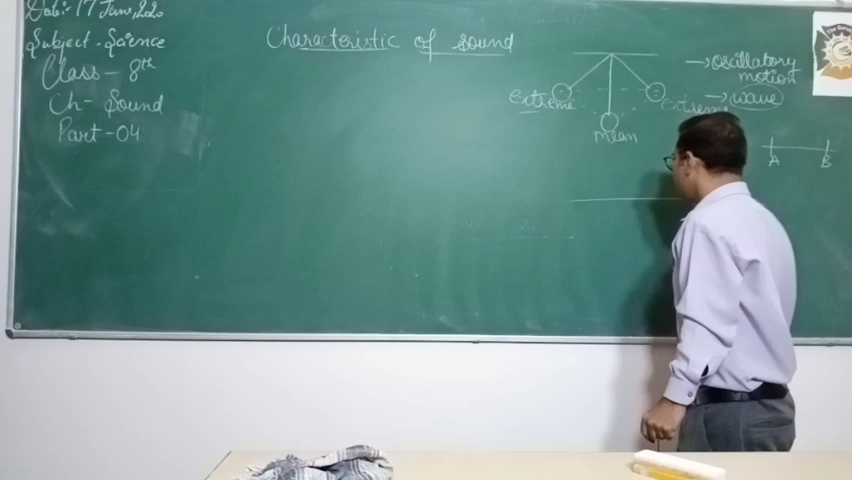 Date:- 17 June, 2020
Subject - Science
Class - 8th
Ch - Sound
Part - 04
Characteristic of sound
→ Oscillatory
motion
→ wave
extreme
extreme
Mean
A B